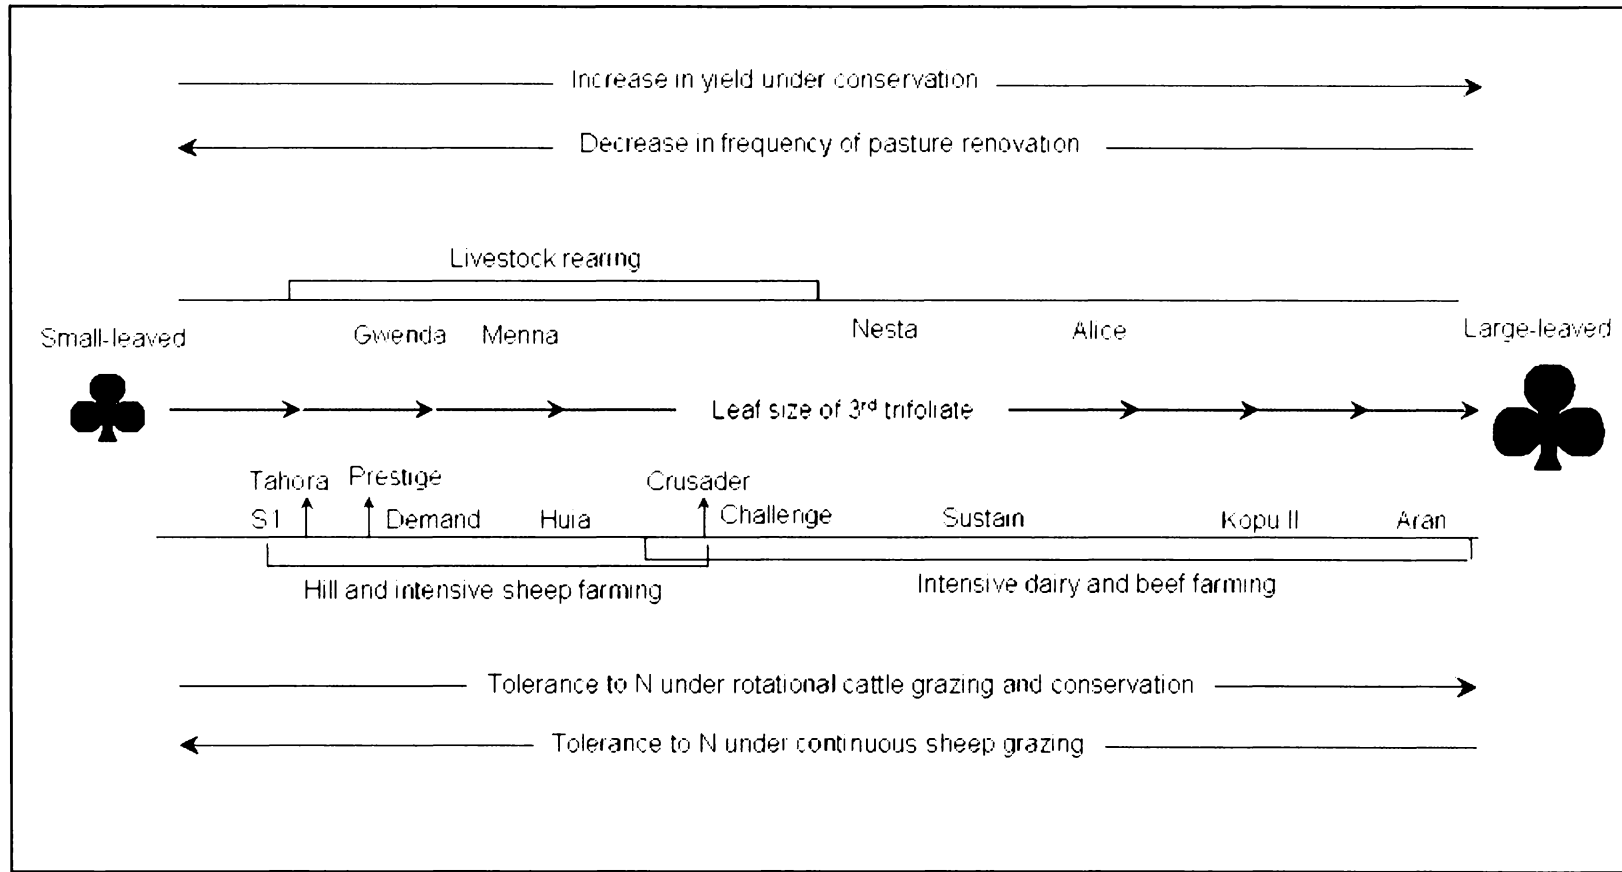 Increase in yield under conservation
Decrease in frequency of pasture renovation
Livestock rearing
Small-leaved
Gwenda
Menna
Nesta
Alice
Large-leaved
Leaf size of 3rd trifoliate
Tahora
Prestige
Crusader
S1
Demand
Huia
Challenge
Sustain
Kopu II
Aran
Hill and intensive sheep farming
Intensive dairy and beef farming
Tolerance to N under rotational cattle grazing and conservation
Tolerance to N under continuous sheep grazing